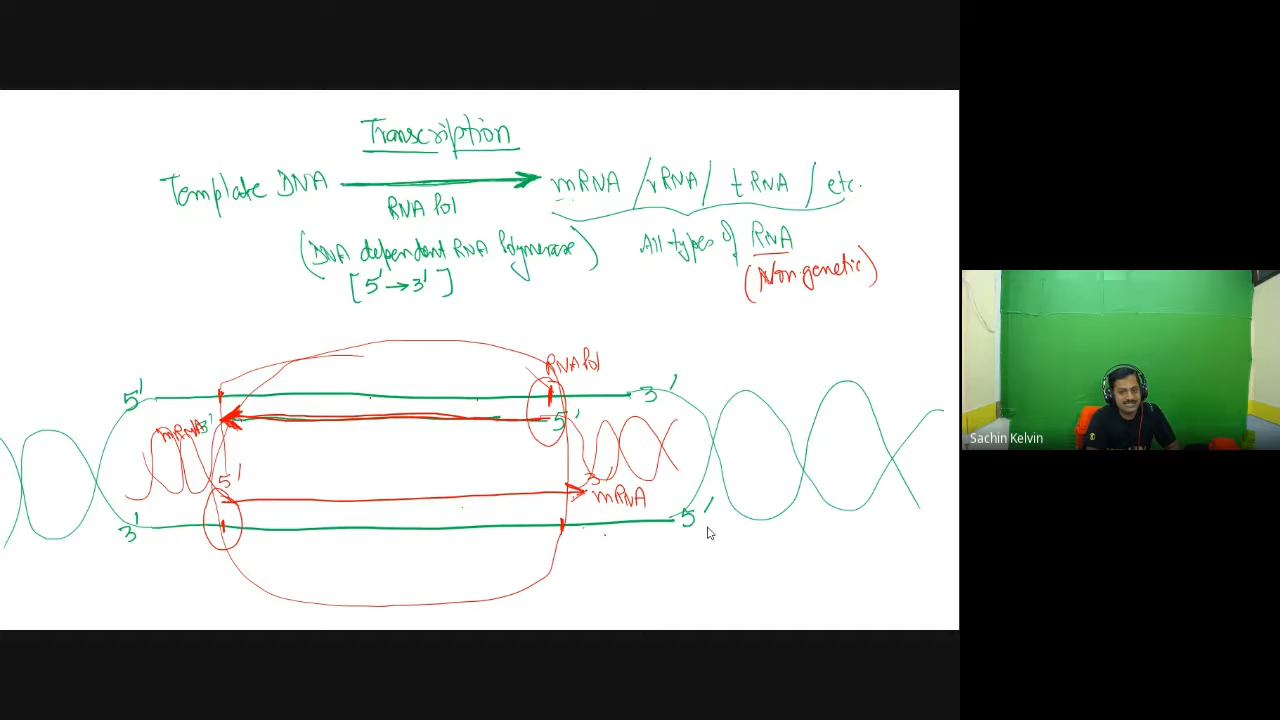 Transcription
Template DNA → mRNA / rRNA / tRNA / etc.
RNA Pol
(DNA dependent RNA Polymerase) All types of RNA
[5' → 3'] (Non genetic)
RNA Pol
5' 3'
mRNA 3' 5'
Sachin Kelvin
5' 3'
mRNA
3' 5'